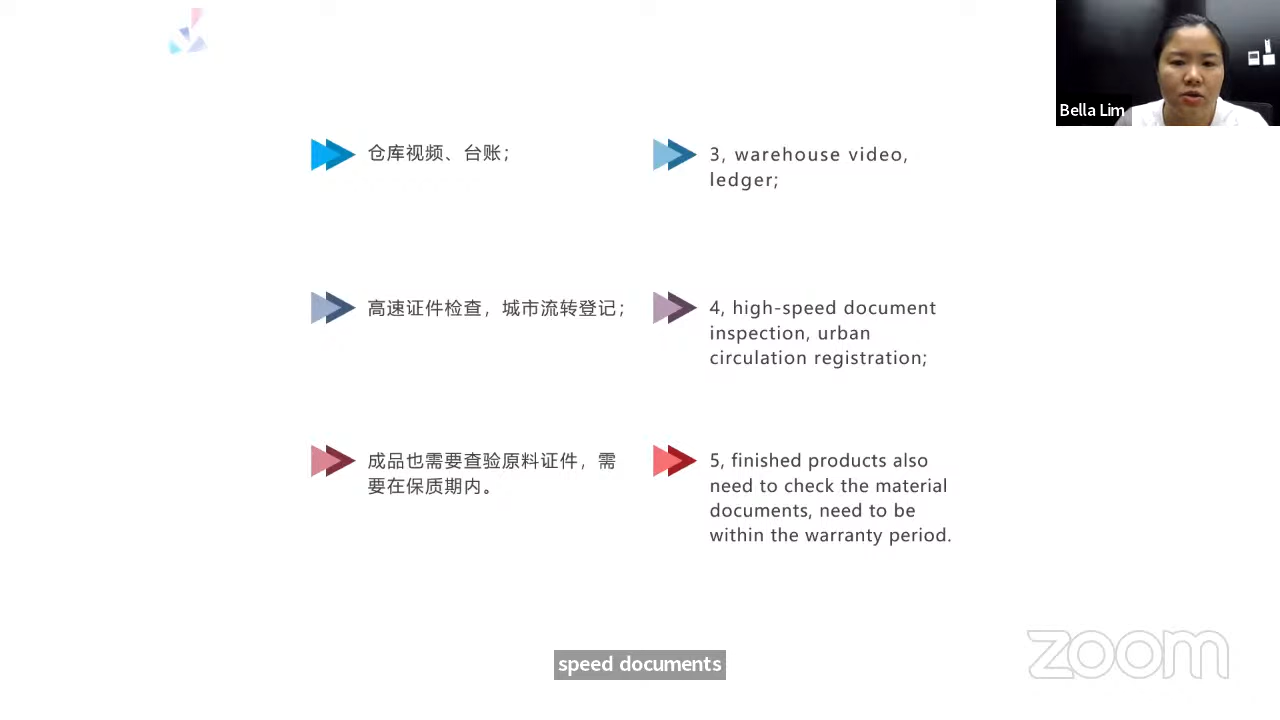 Bella Lim
仓库视频、台账；
3, warehouse video,
ledger;
高速证件检查，城市流转登记；
4, high-speed document
inspection, urban
circulation registration;
成品也需要查验原料证件，需
要在保质期内。
5, finished products also
need to check the material
documents, need to be
within the warranty period.
speed documents
zoom